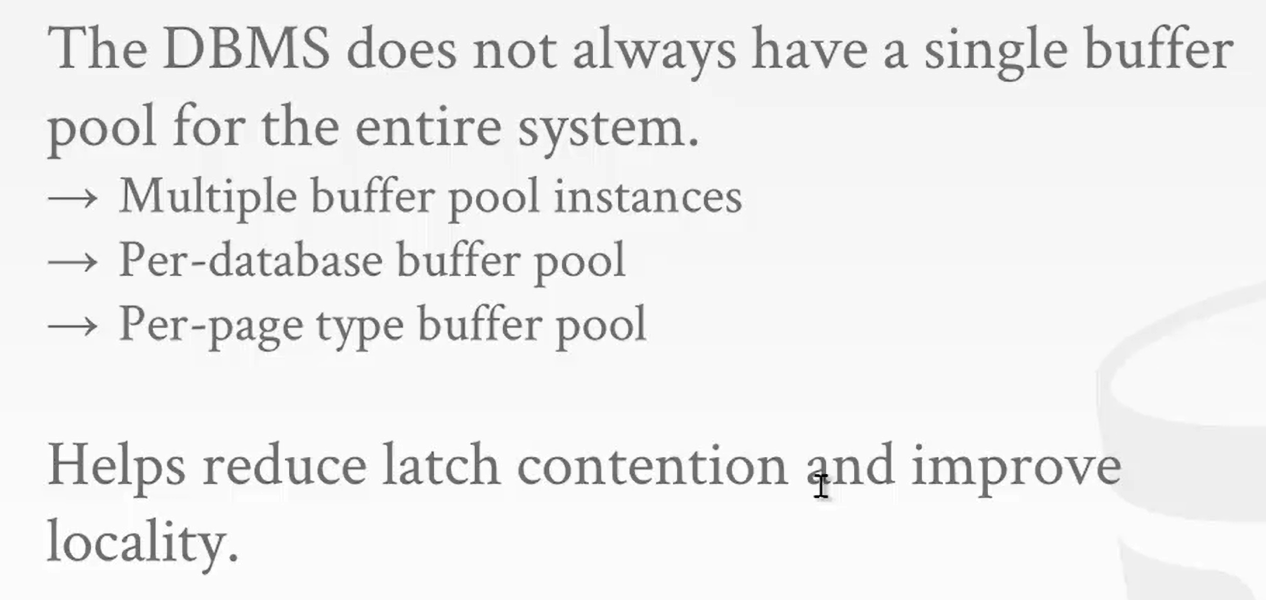 The DBMS does not always have a single buffer
pool for the entire system.
→ Multiple buffer pool instances
→ Per-database buffer pool
→ Per-page type buffer pool
Helps reduce latch contention and improve
locality.